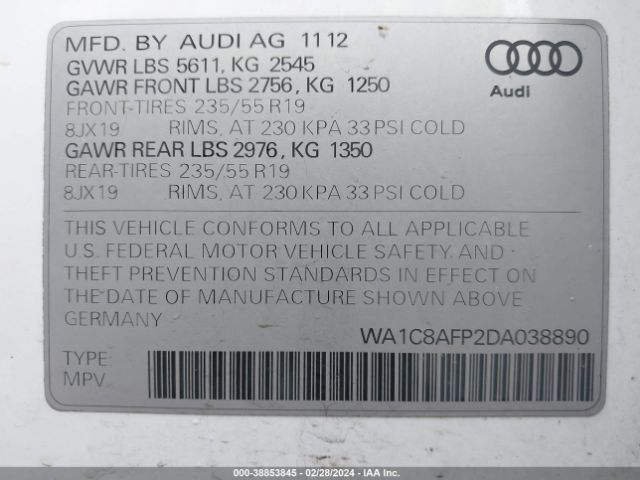 MFD. BY AUDI AG 11 12
GVWR LBS 5611, KG 2545
GAWR FRONT LBS 2756, KG 1250
FRONT-TIRES 235/55 R19
8JX19 RIMS, AT 230 KPA 33 PSI COLD
GAWR REAR LBS 2976, KG 1350
REAR-TIRES 235/55 R19
8JX19 RIMS, AT 230 KPA 33 PSI COLD
Audi
THIS VEHICLE CONFORMS TO ALL APPLICABLE
U.S. FEDERAL MOTOR VEHICLE SAFETY. AND
THEFT PREVENTION STANDARDS IN EFFECT ON
THE DATE OF MANUFACTURE SHOWN ABOVE
GERMANY
WA1C8AFP2DA038890
TYPE
MPV
000-38853845 - 02/28/2024 - IAA Inc.